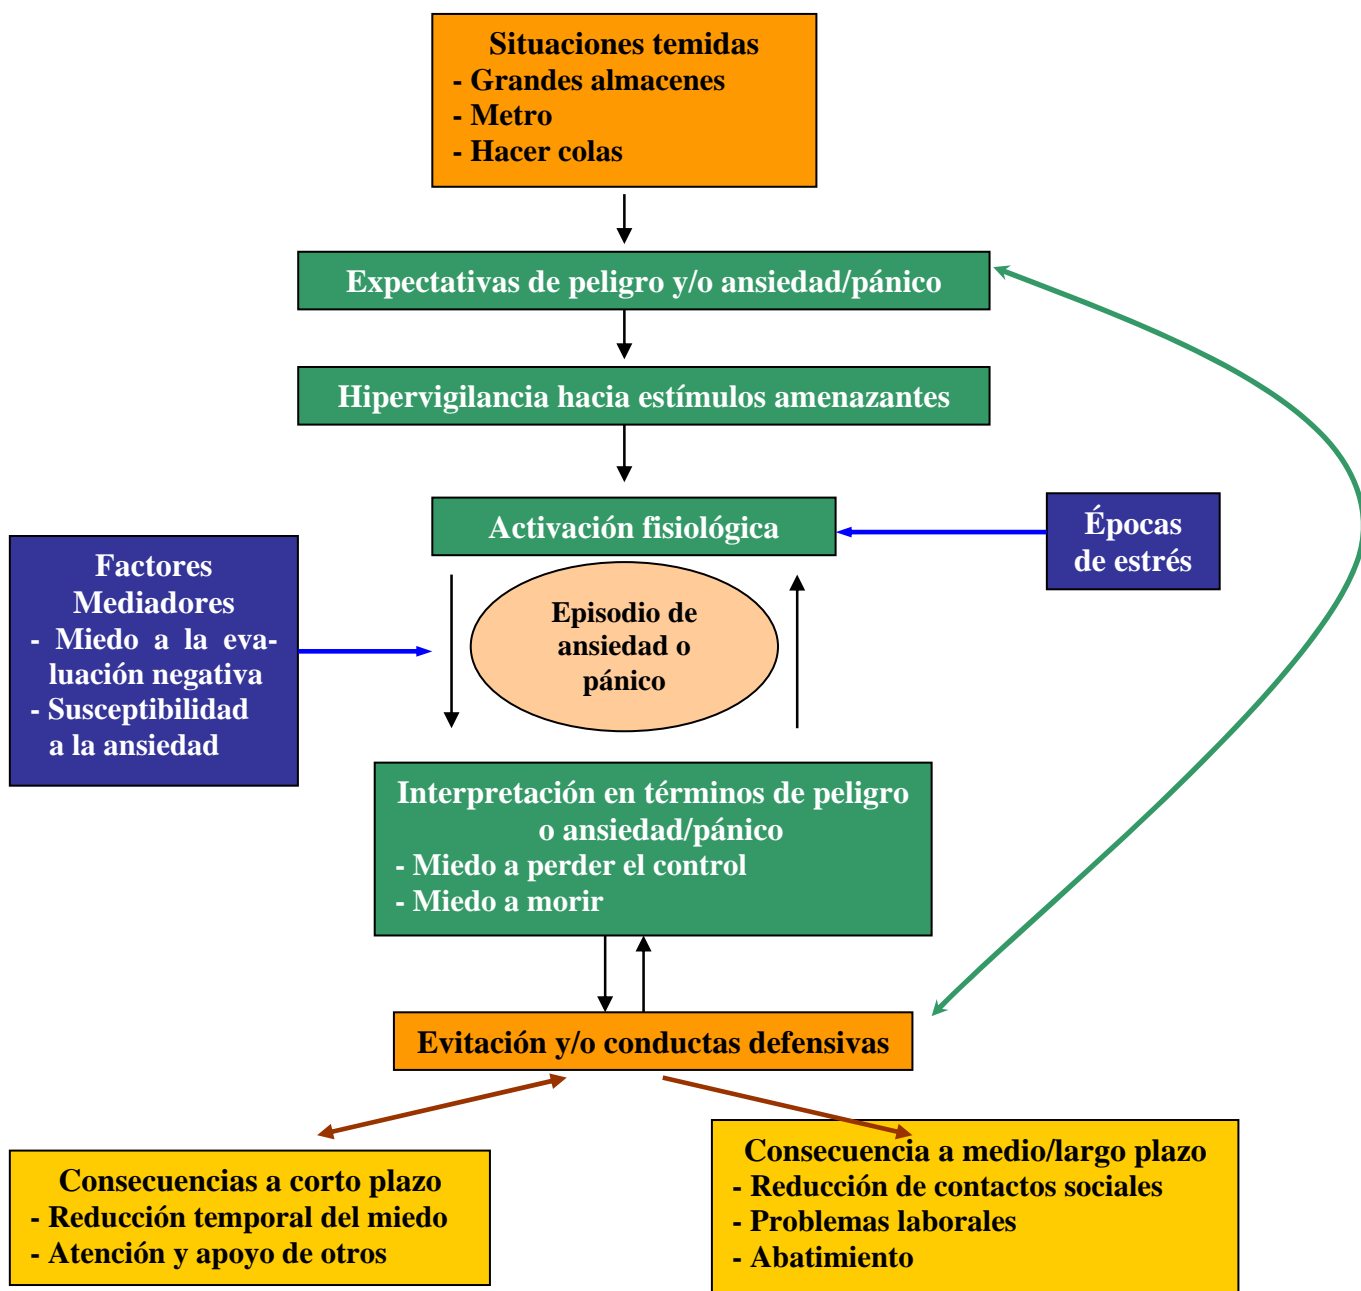 Situaciones temidas
- Grandes almacenes
- Metro
- Hacer colas
Expectativas de peligro y/o ansiedad/pánico
Hipervigilancia hacia estímulos amenazantes
Activación fisiológica
Épocas
de estrés
Factores
Mediadores
- Miedo a la eva-
luación negativa
- Susceptibilidad
a la ansiedad
Episodio de
ansiedad o
pánico
Interpretación en términos de peligro
o ansiedad/pánico
- Miedo a perder el control
- Miedo a morir
Evitación y/o conductas defensivas
Consecuencias a corto plazo
- Reducción temporal del miedo
- Atención y apoyo de otros
Consecuencia a medio/largo plazo
- Reducción de contactos sociales
- Problemas laborales
- Abatimiento